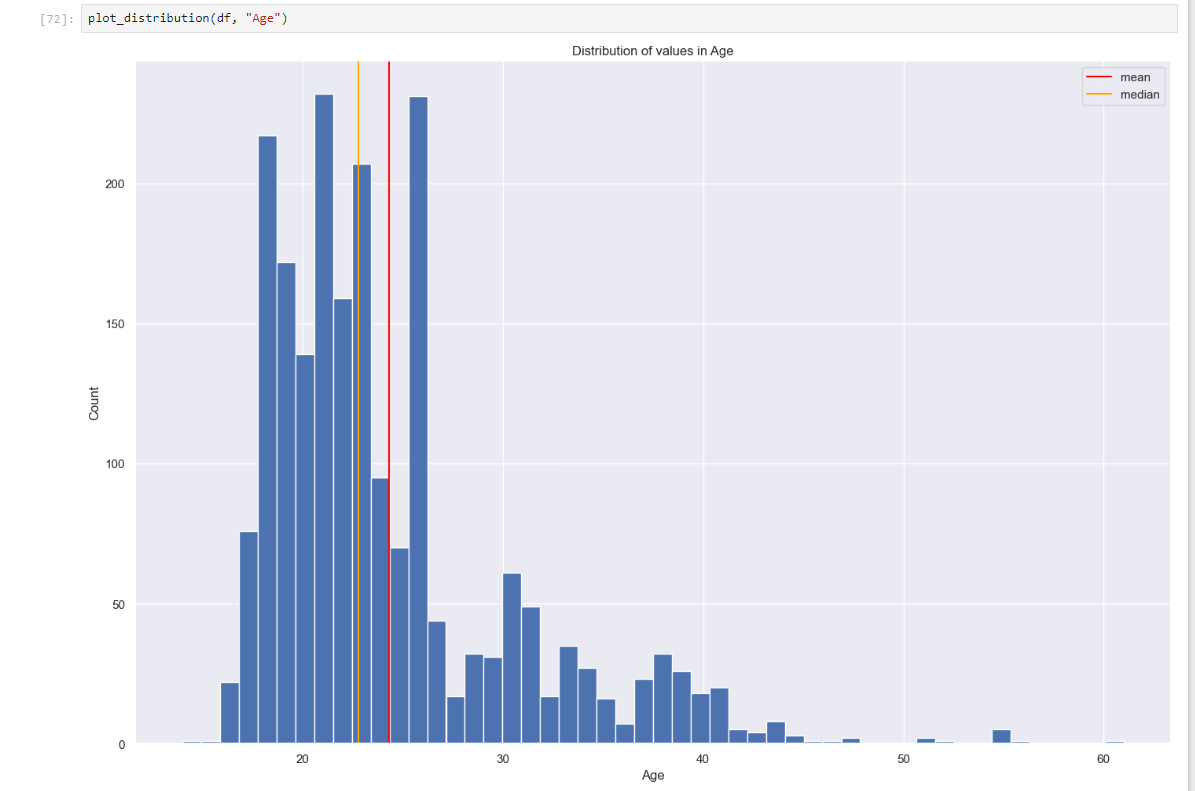 [72]: plot_distribution(df, "Age")
Distribution of values in Age
mean
median
200
150
100
50
0
Count
20 30 40 50 60
Age